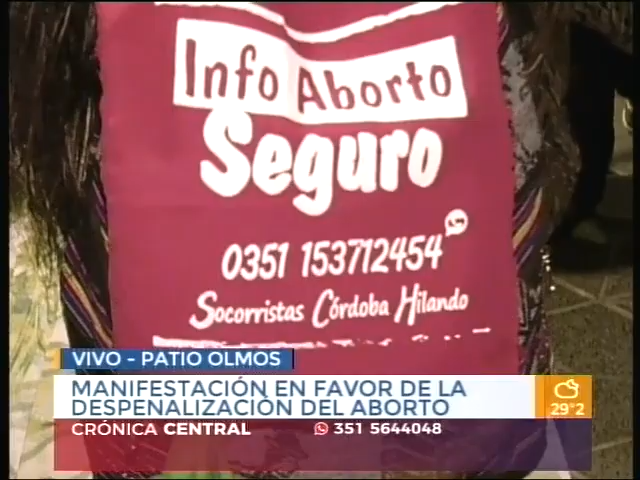 Info Aborto
Seguro
0351 153712454
Socorristas Córdoba Hilando
VIVO - PATIO OLMOS
MANIFESTACIÓN EN FAVOR DE LA
DESPENALIZACIÓN DEL ABORTO
29°2
CRÓNICA CENTRAL
351 5644048